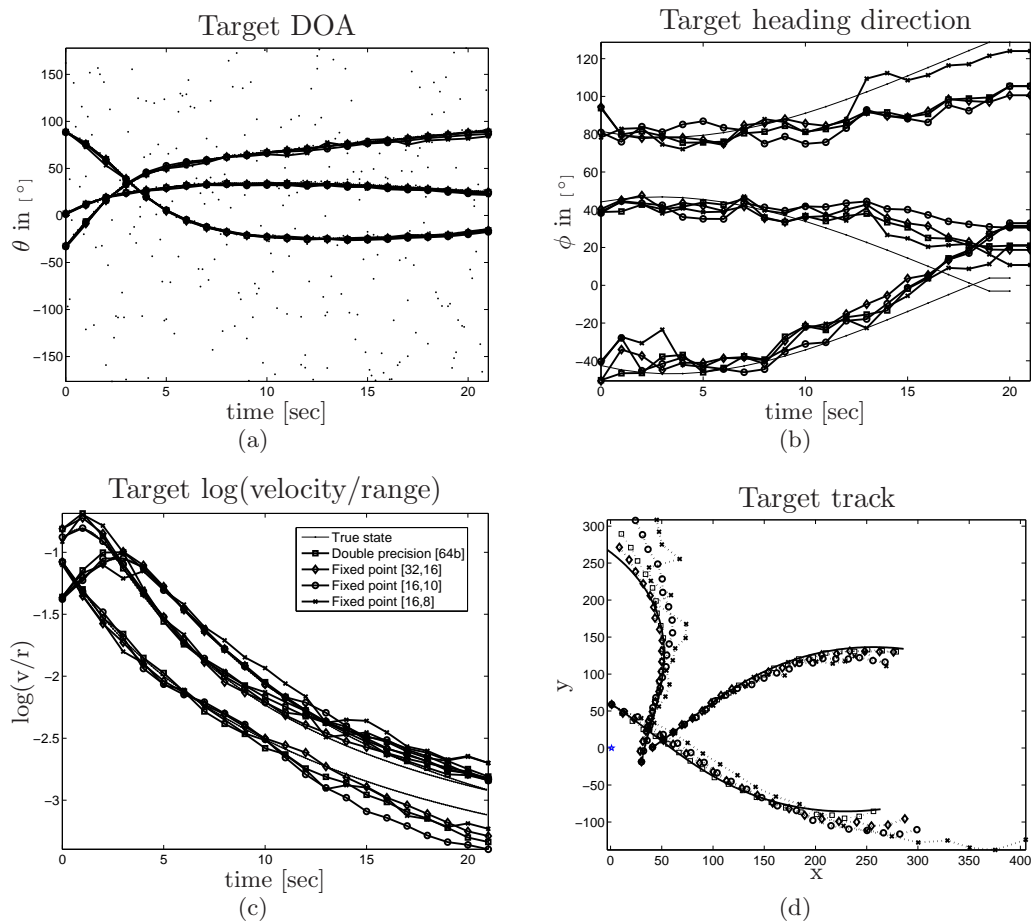 Target DOA
150
100
50
0
−50
−100
−150
θ in [°]
0 5 10 15 20
time [sec]
(a)
Target heading direction
120
100
80
60
40
20
0
−20
−40
ϕ in [°]
0 5 10 15 20
time [sec]
(b)
Target log(velocity/range)
−1
−1.5
−2
−2.5
−3
log(v/r)
True state
Double precision [64b]
Fixed point [32,16]
Fixed point [16,10]
Fixed point [16,8]
0 5 10 15 20
time [sec]
(c)
Target track
300
250
200
150
100
50
0
−50
−100
y
0 50 100 150 200 250 300 350 400
x
(d)